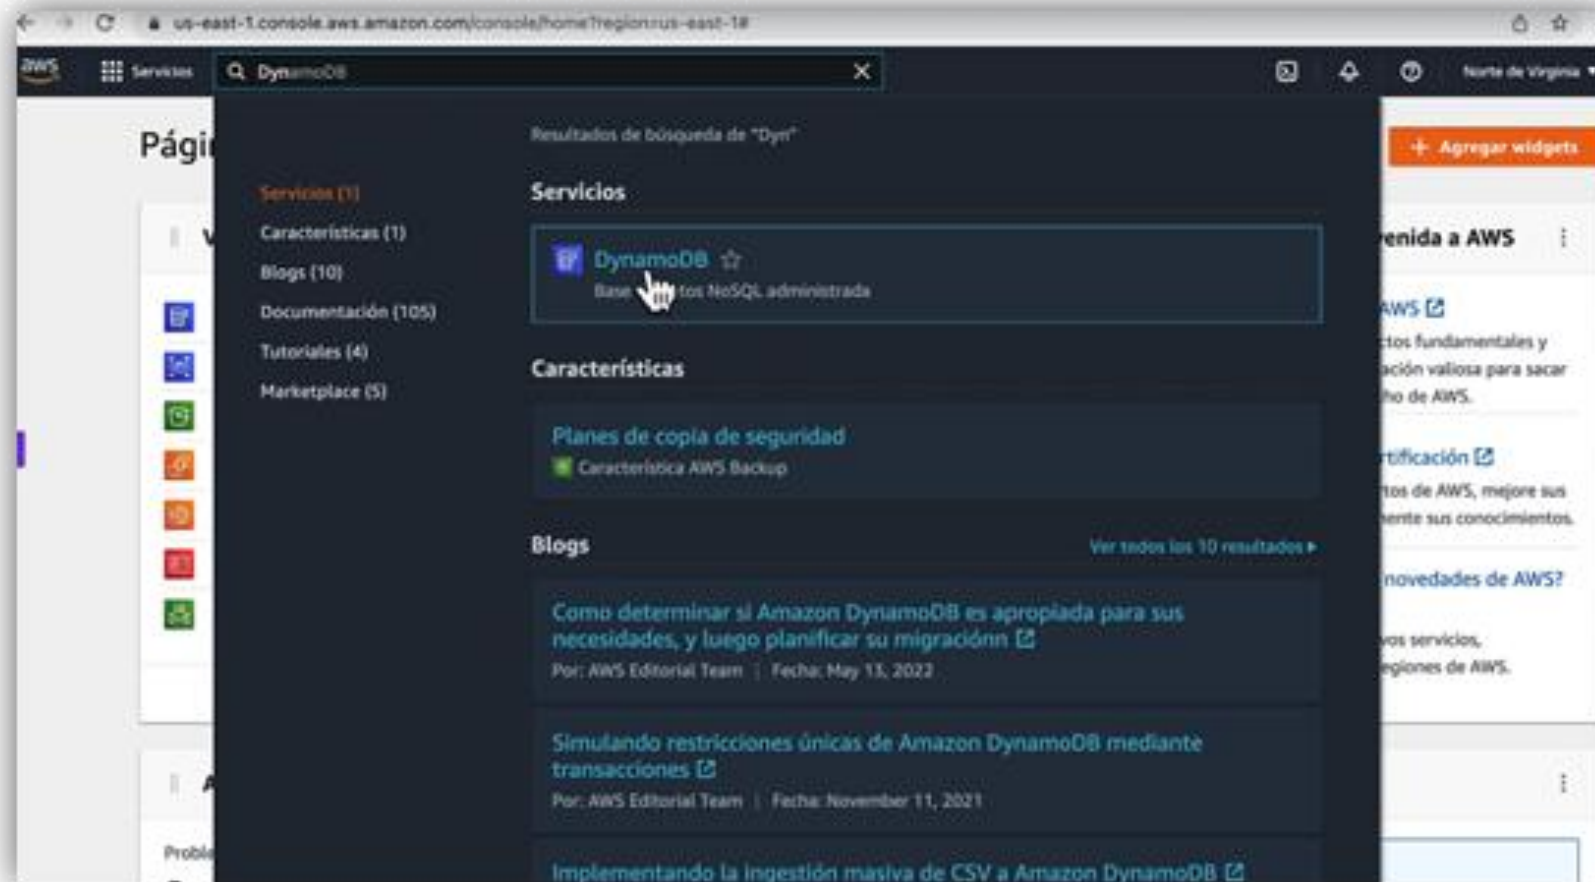 us-east-1.console.aws.amazon.com/console/home?region=us-east-1#
aws
Servicios
DynamoDB
Norte de Virginia
Resultados de búsqueda de "Dyn"
Agregar widgets
Servicios (1)
Características (1)
Blogs (10)
Documentación (105)
Tutoriales (4)
Marketplace (5)
Servicios
DynamoDB
Base tos NoSQL administrada
Características
Planes de copia de seguridad
Característica AWS Backup
Blogs
Ver todos los 10 resultados
Como determinar si Amazon DynamoDB es apropiada para sus
necesidades, y luego planificar su migraciónn
Por: AWS Editorial Team | Fecha: May 13, 2022
Simulando restricciones únicas de Amazon DynamoDB mediante
transacciones
Por: AWS Editorial Team | Fecha: November 11, 2021
Implementando la ingestión masiva de CSV a Amazon DynamoDB
Pági
V
A
Proble
enida a AWS
AWS
ctos fundamentales y
ación valiosa para sacar
ho de AWS.
rtificación
tos de AWS, mejore sus
ente sus conocimientos.
novedades de AWS?
vos servicios,
egiones de AWS.